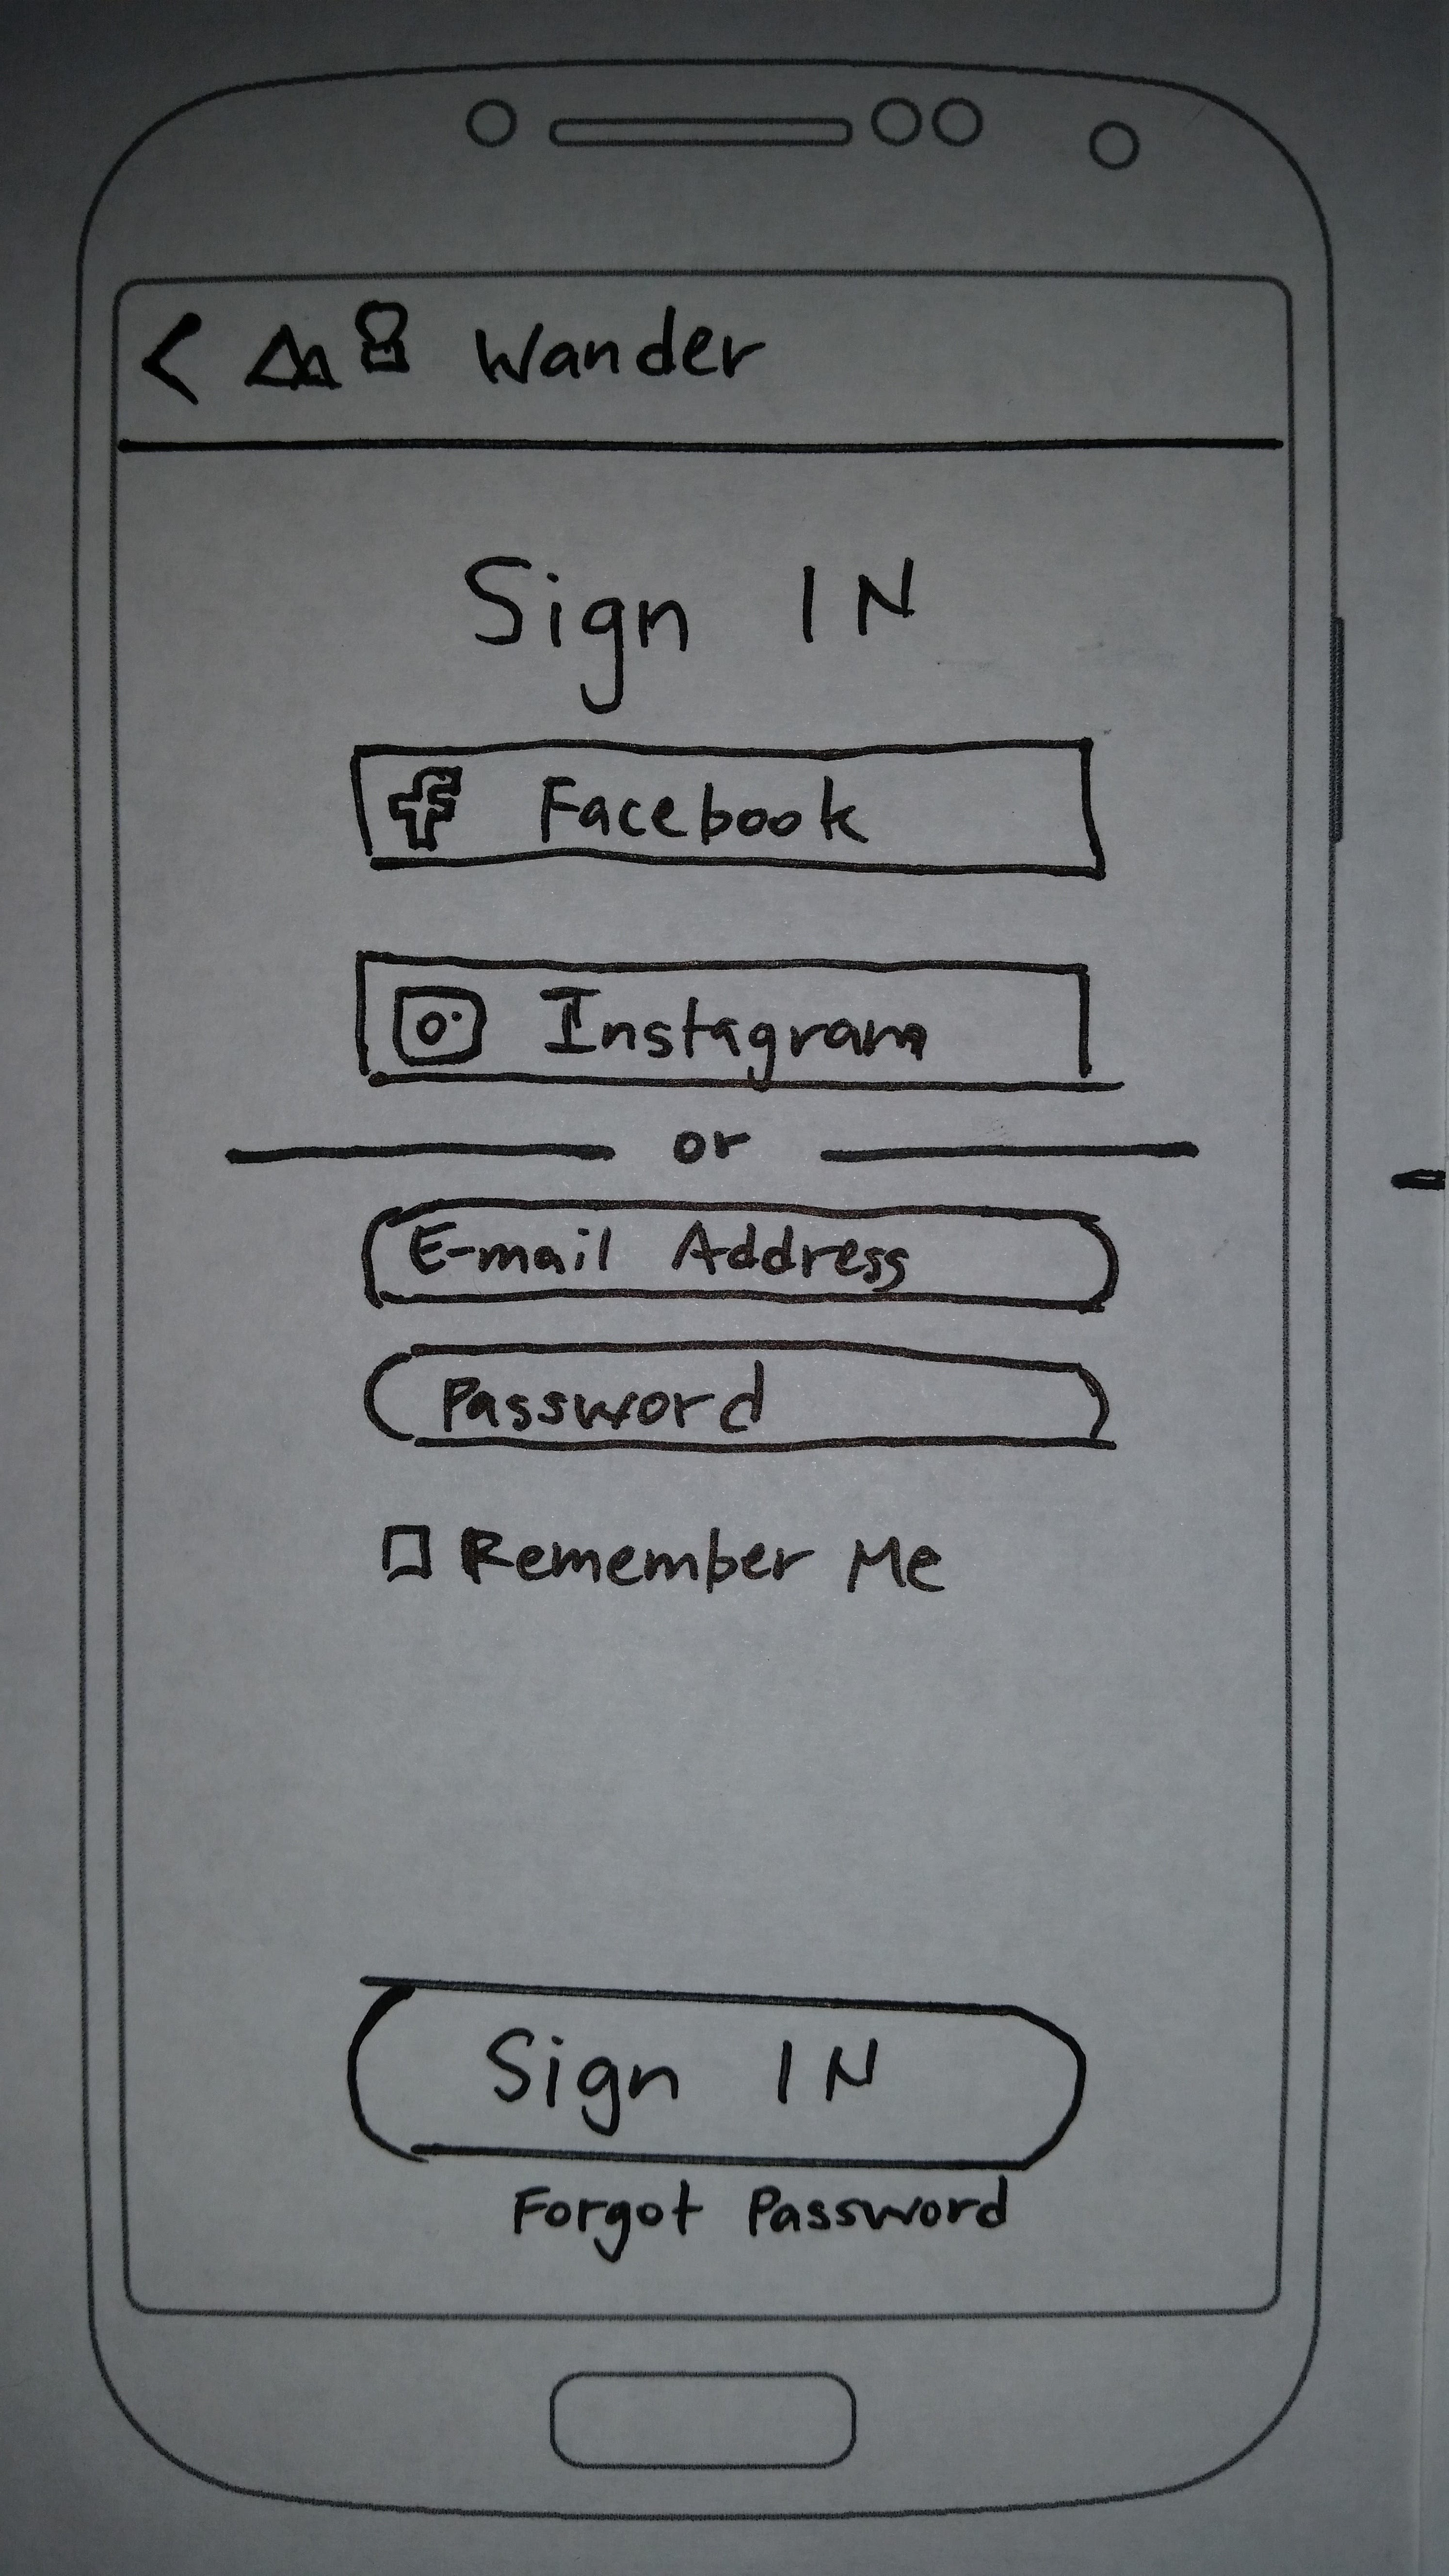 Wander
Sign IN
Facebook
Instagram
or
E-mail Address
Password
Remember Me
Sign IN
Forgot Password